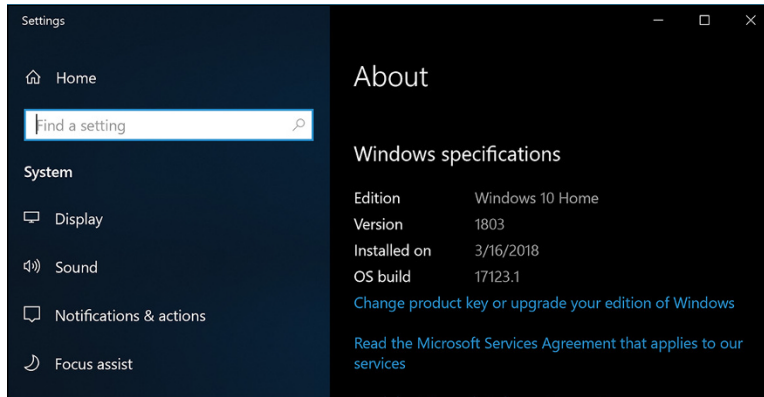 Settings
Home
Find a setting
System
Display
Sound
Notifications & actions
Focus assist
About
Windows specifications
Edition Windows 10 Home
Version 1803
Installed on 3/16/2018
OS build 17123.1
Change product key or upgrade your edition of Windows
Read the Microsoft Services Agreement that applies to our
services